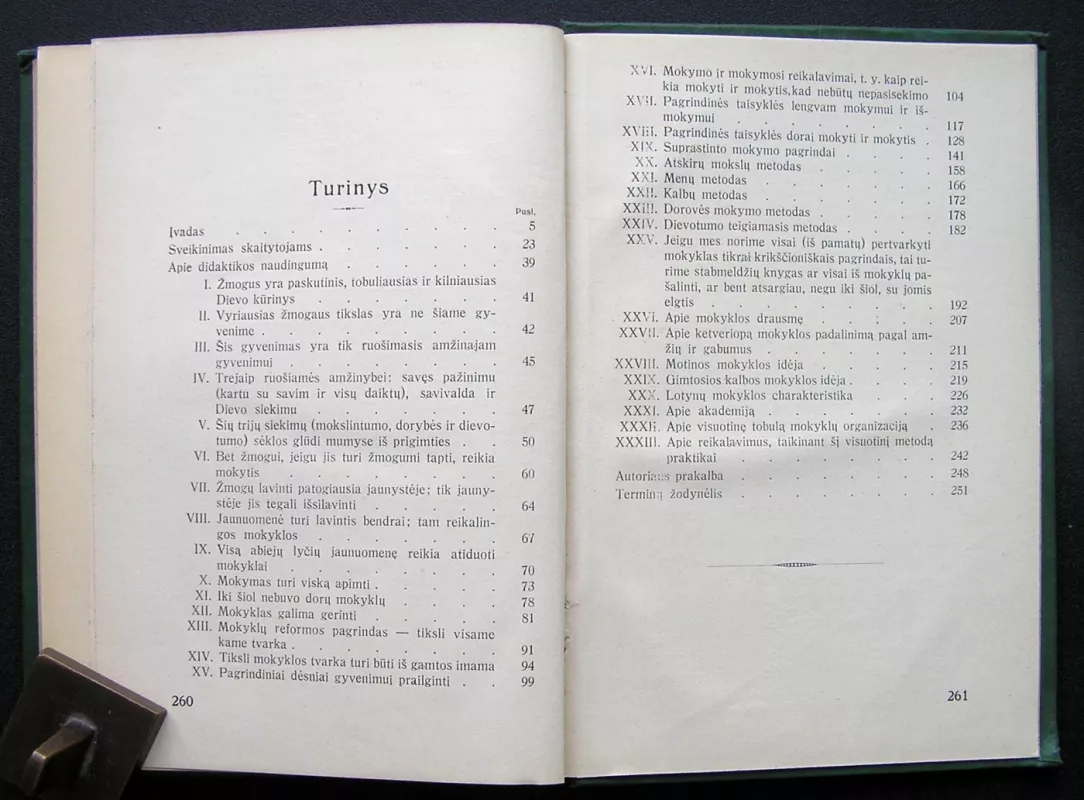 Turinys
Pusl.
Įvadas . . . . . . . . . . 5
Sveikinimas skaitytojams . . . . . . . 23
Apie didaktikos naudingumą . . . . . . 39
I. Žmogus yra paskutinis, tobuliausias ir kilniausias
Dievo kūrinys . . . . . . . 41
II. Vyriausias žmogaus tikslas yra ne šiame gy-
venime . . . . . . . . . 42
III. Šis gyvenimas yra tik ruošimasis amžinajam
gyvenimui . . . . . . . . 45
IV. Trejaip ruošiamės amžinybei: savęs pažinimu
(kartu su savim ir visų daiktų), savivalda ir
Dievo siekimu . . . . . . . 47
V. Šių trijų siekimų (mokslintumo, dorybės ir dievo-
tumo) sėklos glūdi mumyse iš prigimties . . 50
VI. Bet žmogui, jeigu jis turi žmogumi tapti, reikia
mokytis . . . . . . . . 60
VII. Žmogų lavinti patogiausia jaunystėje; tik jauny-
stėje jis tegali išsilavinti . . . . . 64
VIII. Jaunuomenė turi lavintis bendrai; tam reikalin-
gos mokyklos . . . . . . . 67
IX. Visą abiejų lyčių jaunuomenę reikia atiduoti
mokyklai . . . . . . . . 70
X. Mokymas turi viską apimti . . . . . 73
XI. Iki šiol nebuvo dorų mokyklų . . . . 78
XII. Mokyklas galima gerinti . . . . . 81
XIII. Mokyklų reformos pagrindas — tiksli visame
kame tvarka . . . . . . . . 91
XIV. Tiksli mokyklos tvarka turi būti iš gamtos imama 94
XV. Pagrindiniai dėsniai gyvenimui prailginti . . 99
260
XVI. Mokymo ir mokymosi reikalavimai, t. y. kaip rei-
kia mokyti ir mokytis,kad nebūtų nepasisekimo 104
XVII. Pagrindinės taisyklės lengvam mokymui ir iš-
mokymui . . . . . . . . 117
XVIII. Pagrindinės taisyklės dorai mokyti ir mokytis . 128
XIX. Suprastinto mokymo pagrindai . . . . 141
XX. Atskirų mokslų metodas . . . . . 158
XXI. Menų metodas . . . . . . . 166
XXII. Kalbų metodas . . . . . . . 172
XXIII. Dorovės mokymo metodas . . . . . 178
XXIV. Dievotumo teigiamasis metodas . . . . 182
XXV. Jeigu mes norime visai (iš pamatų) pertvarkyti
mokyklas tikrai krikščioniškais pagrindais, tai tu-
rime stabmeldžių knygas ar visai iš mokyklų pa-
šalinti, ar bent atsargiau, negu iki šiol, su jomis
elgtis . . . . . . . . . 192
XXVI. Apie mokyklos drausmę . . . . . 207
XXVII. Apie ketveriopą mokyklos padalinimą pagal am-
žių ir gabumus . . . . . . . 211
XXVIII. Motinos mokyklos idėja . . . . . 215
XXIX. Gimtosios kalbos mokyklos idėja . . . . 219
XXX. Lotynų mokyklos charakteristika . . . 226
XXXI. Apie akademiją . . . . . . . 232
XXXII. Apie visuotinę tobulą mokyklų organizaciją . 236
XXXIII. Apie reikalavimus, taikinant šį visuotinį metodą
praktikai . . . . . . . . 242
Autoriaus prakalba . . . . . . . . 248
Terminų žodynėlis . . . . . . . . 251
261